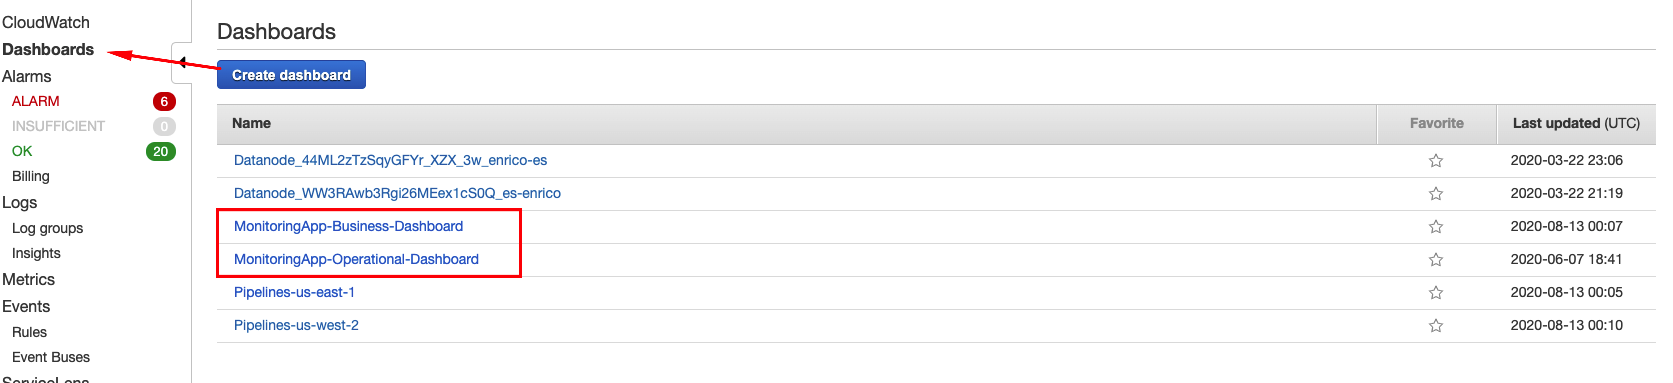 CloudWatch
Dashboards
Alarms
ALARM 6
INSUFFICIENT 0
OK 20
Billing
Logs
Log groups
Insights
Metrics
Events
Rules
Event Buses
ServiceLens
Dashboards
Create dashboard
Name Favorite Last updated (UTC)
Datanode_44ML2zTzSqyGFYr_XZX_3w_enrico-es 2020-03-22 23:06
Datanode_WW3RAwb3Rgi26MEex1cS0Q_es-enrico 2020-03-22 21:19
MonitoringApp-Business-Dashboard 2020-08-13 00:07
MonitoringApp-Operational-Dashboard 2020-06-07 18:41
Pipelines-us-east-1 2020-08-13 00:05
Pipelines-us-west-2 2020-08-13 00:10